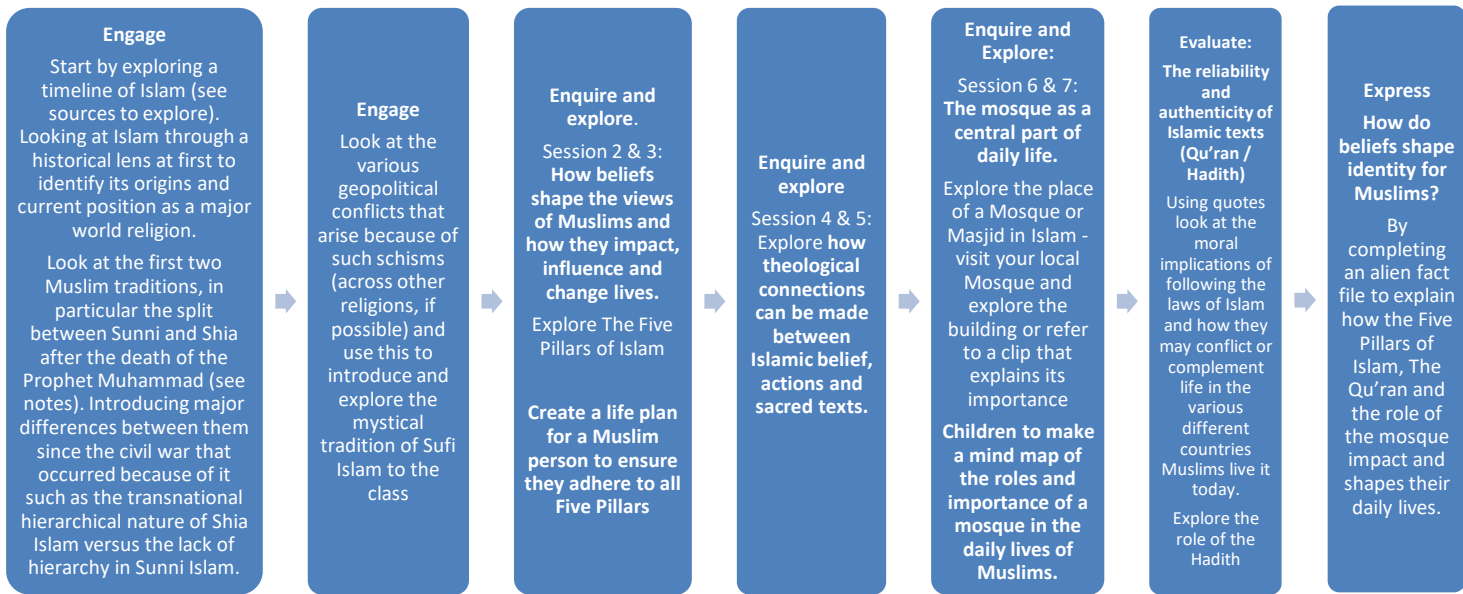 Engage
Start by exploring a
timeline of Islam (see
sources to explore).
Looking at Islam through a
historical lens at first to
identify its origins and
current position as a major
world religion.
Look at the first two
Muslim traditions, in
particular the split
between Sunni and Shia
after the death of the
Prophet Muhammad (see
notes). Introducing major
differences between them
since the civil war that
occurred because of it
such as the transnational
hierarchical nature of Shia
Islam versus the lack of
hierarchy in Sunni Islam.
Engage
Look at the
various
geopolitical
conflicts that
arise because of
such schisms
(across other
religions, if
possible) and
use this to
introduce and
explore the
mystical
tradition of Sufi
Islam to the
class
Enquire and
explore.
Session 2 & 3:
How beliefs
shape the views
of Muslims and
how they impact,
influence and
change lives.
Explore The Five
Pillars of Islam
Create a life plan
for a Muslim
person to ensure
they adhere to all
Five Pillars
Enquire and
explore
Session 4 & 5:
Explore how
theological
connections
can be made
between
Islamic belief,
actions and
sacred texts.
Enquire and
Explore:
Session 6 & 7:
The mosque as a
central part of
daily life.
Explore the place
of a Mosque or
Masjid in Islam -
visit your local
Mosque and
explore the
building or refer
to a clip that
explains its
importance
Children to make
a mind map of
the roles and
importance of a
mosque in the
daily lives of
Muslims.
Evaluate:
The reliability
and
authenticity of
Islamic texts
(Qu'ran /
Hadith)
Using quotes
look at the
moral
implications of
following the
laws of Islam
and how they
may conflict or
complement
life in the
various
different
countries
Muslims live it
today.
Explore the
role of the
Hadith
Express
How do
beliefs shape
identity for
Muslims?
By
completing
an alien fact
file to explain
how the Five
Pillars of
Islam, The
Qu'ran and
the role of
the mosque
impact and
shapes their
daily lives.